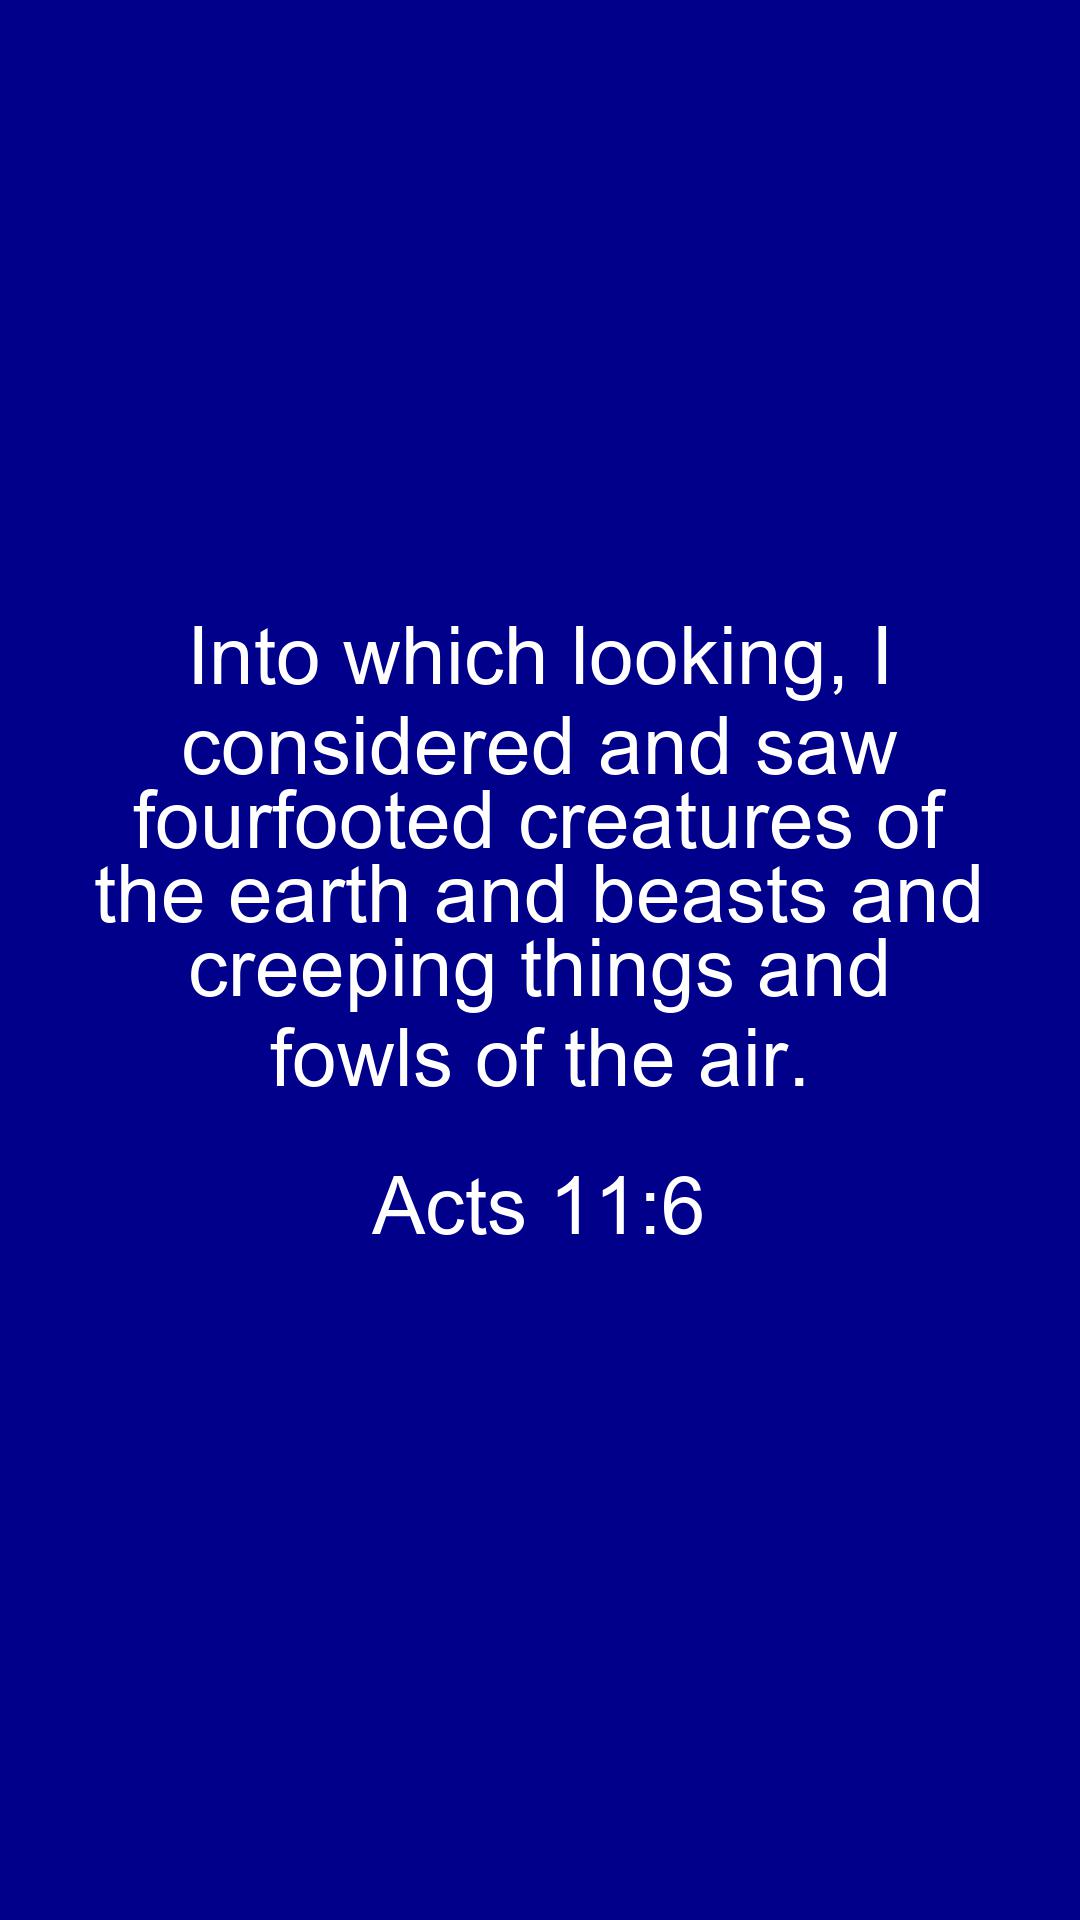 Into which looking, I
considered and saw
fourfooted creatures of
the earth and beasts and
creeping things and
fowls of the air.
Acts 11:6